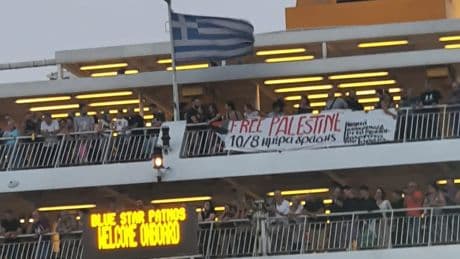 FREE PALESTINE
10/8 ημέρα δράσης
BLUE STAR PATMOS
WELCOME ONBOARD